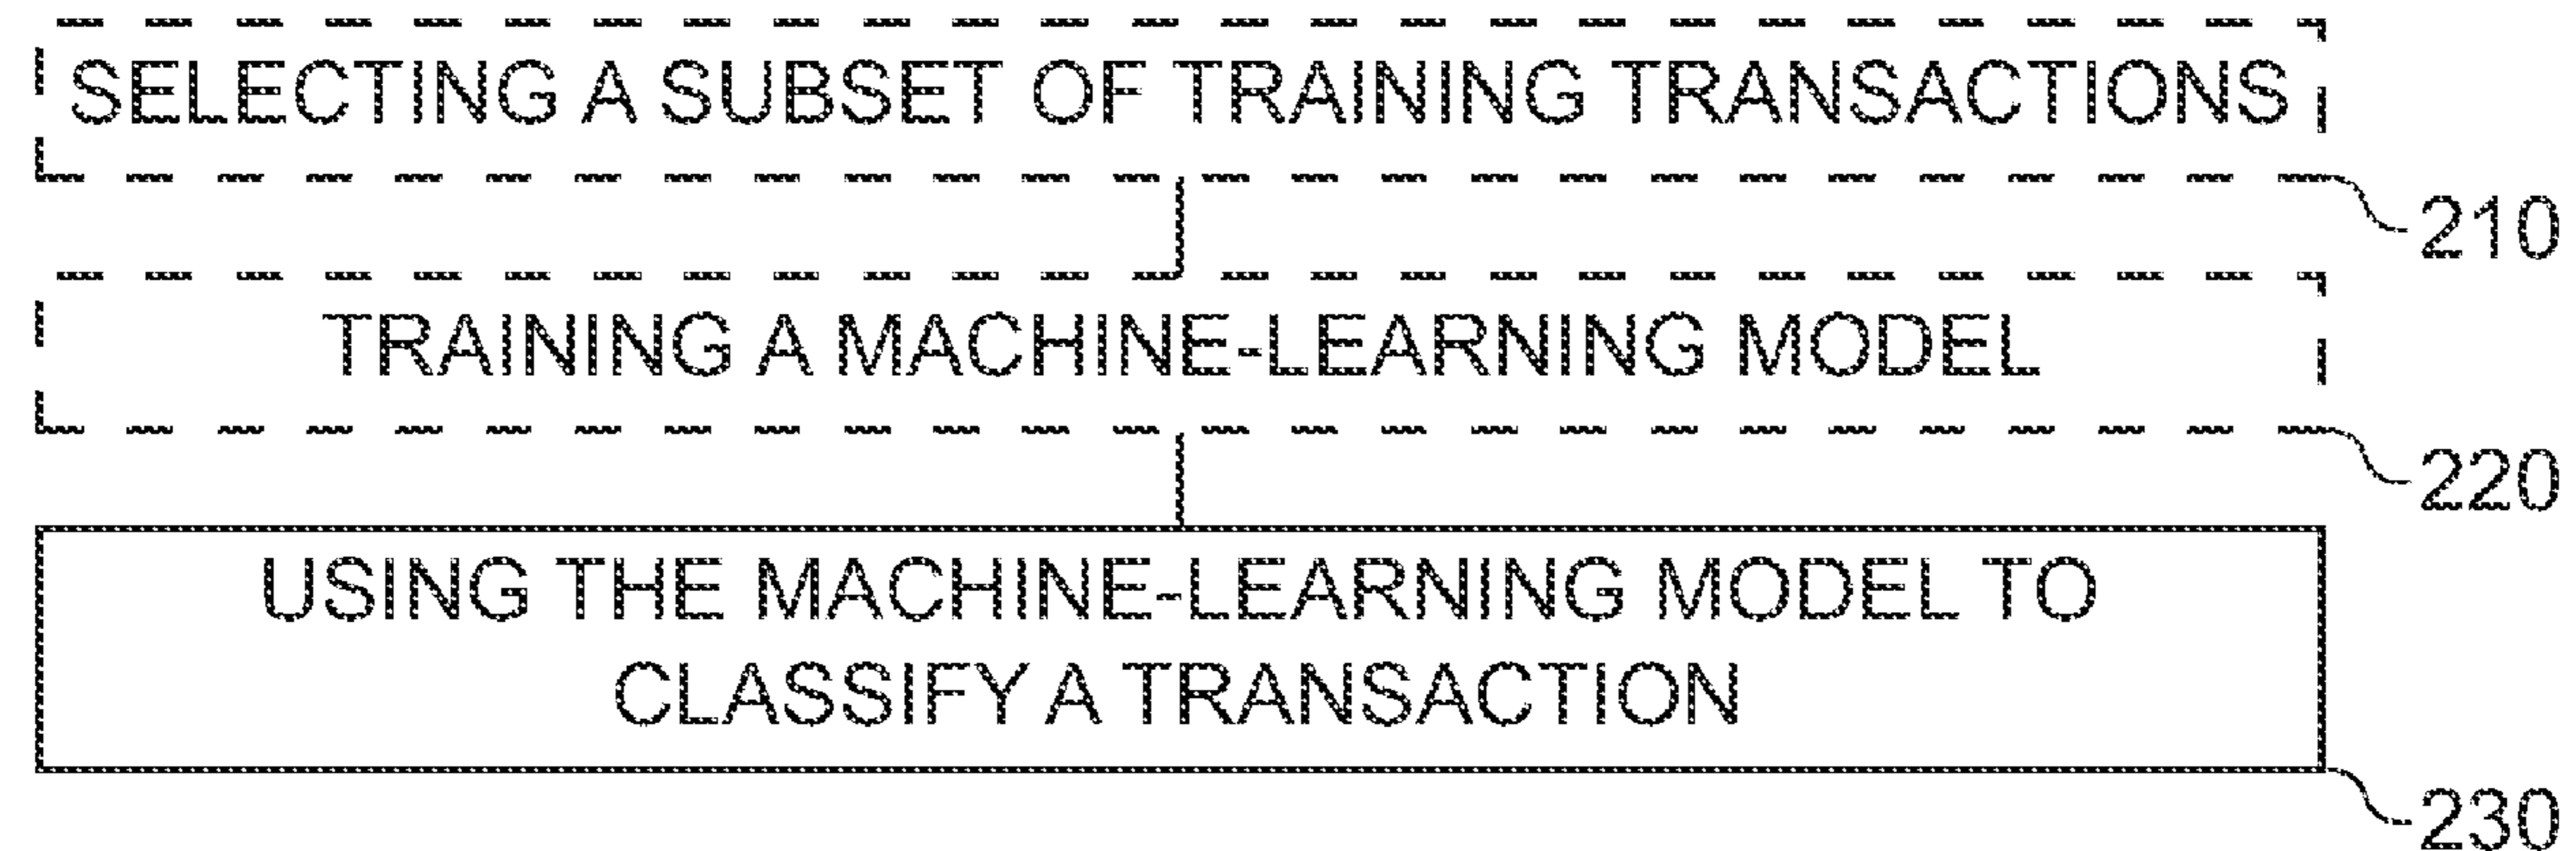 SELECTING A SUBSET OF TRAINING TRANSACTIONS
210
TRAINING A MACHINE-LEARNING MODEL
220
USING THE MACHINE-LEARNING MODEL TO
CLASSIFY A TRANSACTION
230